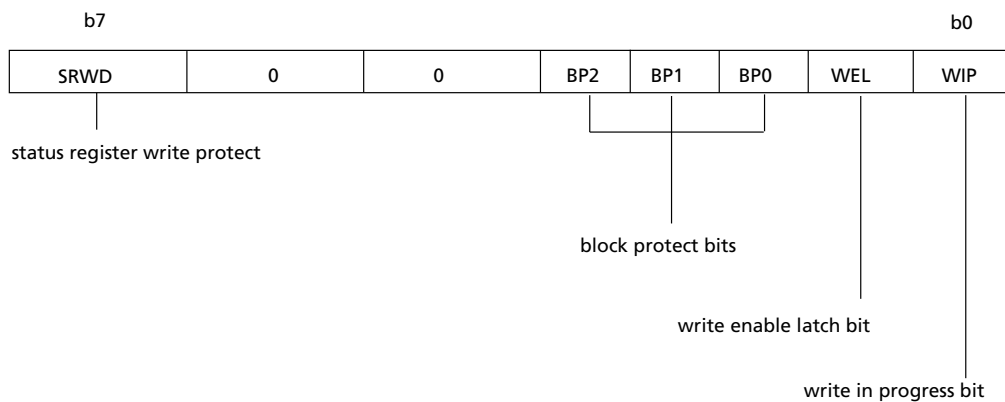 b7 b0
SRWD 0 0 BP2 BP1 BP0 WEL WIP
status register write protect
block protect bits
write enable latch bit
write in progress bit